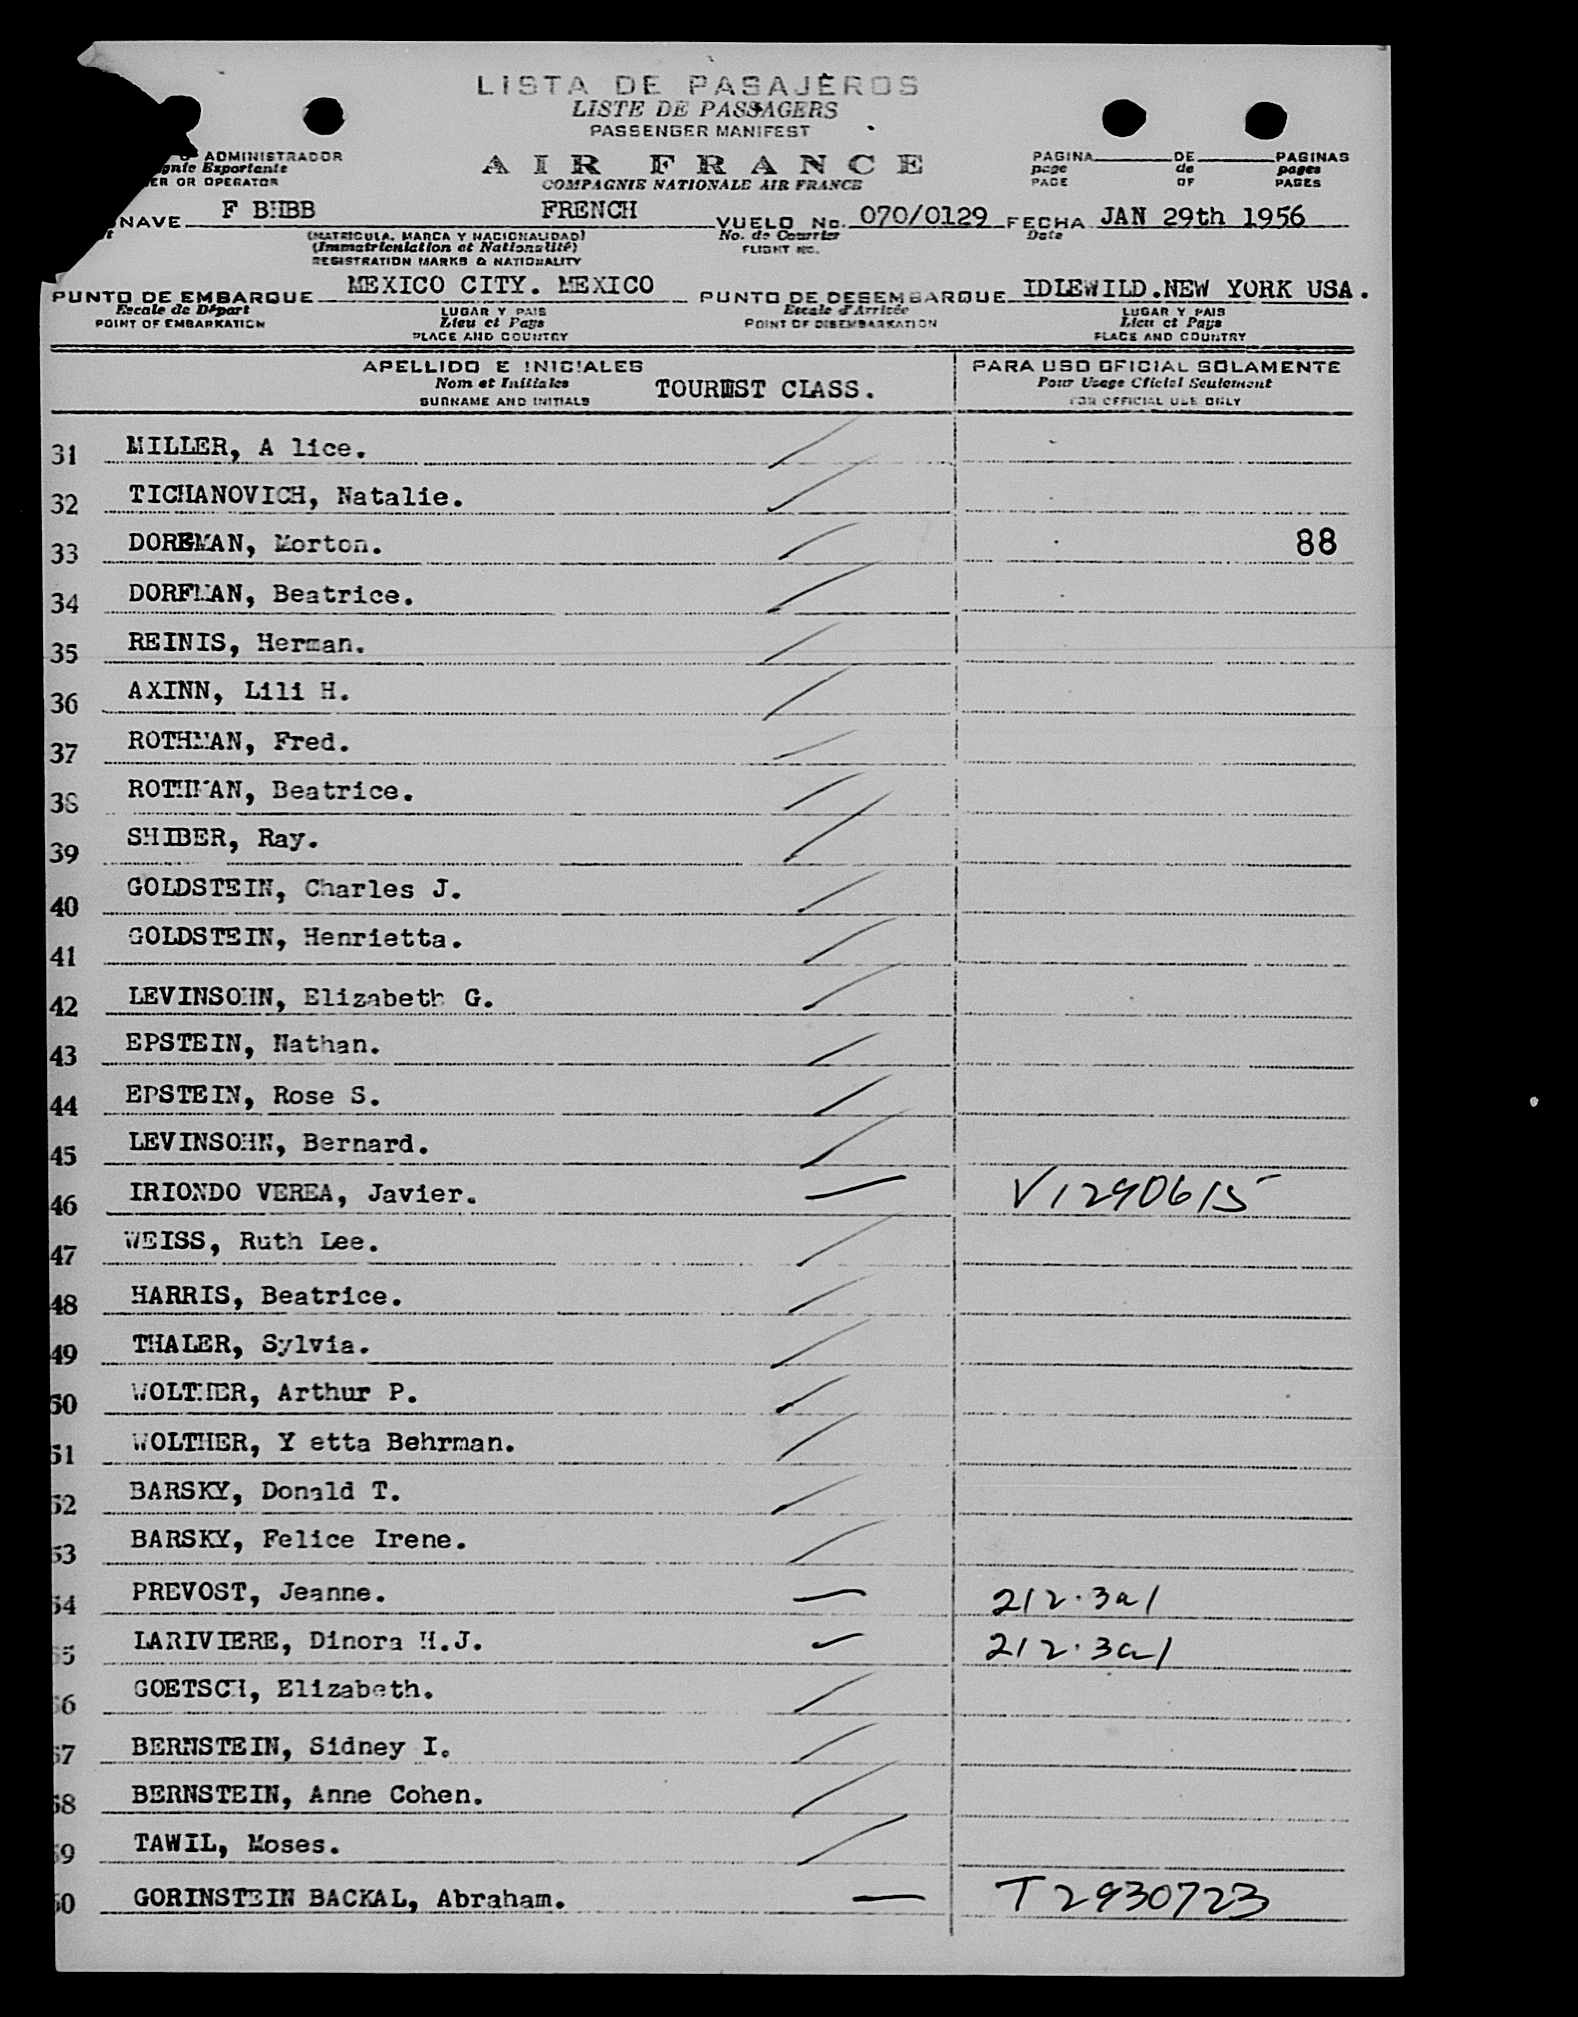 LISTA DE PASAJEROS
LISTE DE PASSAGERS
PASSENGER MANIFEST
ADMINISTRADOR
Exportante
OR OPERATOR
AIR FRANCE
COMPAGNIE NATIONALE AIR FRANCE
PAGINA DE PAGINAS
page de pages
PAGE OF PAGES
NAVE F BHBB FRENCH VUELO No. 070/0129 FECHA JAN 29th 1956
(MATRICULA, MARCA Y NACIONALIDAD) No. de Courrier Date
(Immatriculation et Nationalité) FLIGHT NO.
REGISTRATION MARKS & NATIONALITY
PUNTO DE EMBARQUE MEXICO CITY. MEXICO PUNTO DE DESEMBARQUE IDLEWILD.NEW YORK USA.
Escale de Départ LUGAR Y PAIS Escale d'Arrivée LUGAR Y PAIS
POINT OF EMBARKATION Lieu et Pays POINT OF DISEMBARKATION Lieu et Pays
PLACE AND COUNTRY PLACE AND COUNTRY
APELLIDO E INICIALES PARA USO OFICIAL SOLAMENTE
Nom et Initiales TOURIST CLASS. Pour Usage Officiel Seulement
SURNAME AND INITIALS FOR OFFICIAL USE ONLY
31 MILLER, A lice.
32 TICHANOVICH, Natalie.
33 DORFMAN, Morton. 88
34 DORFMAN, Beatrice.
35 REINIS, Herman.
36 AXINN, Lili H.
37 ROTHMAN, Fred.
38 ROTHMAN, Beatrice.
39 SHIBER, Ray.
40 GOLDSTEIN, Charles J.
41 GOLDSTEIN, Henrietta.
42 LEVINSOHN, Elizabeth G.
43 EPSTEIN, Nathan.
44 EPSTEIN, Rose S.
45 LEVINSOHN, Bernard.
46 IRIONDO VEREA, Javier. V1290615
47 WEISS, Ruth Lee.
48 HARRIS, Beatrice.
49 THALER, Sylvia.
50 WOLTHER, Arthur P.
51 WOLTHER, Y etta Behrman.
52 BARSKY, Donald T.
53 BARSKY, Felice Irene.
54 PREVOST, Jeanne. 212.3a1
55 LARIVIERE, Dinora H.J. 212.3a1
56 GOETSCH, Elizabeth.
57 BERNSTEIN, Sidney I.
58 BERNSTEIN, Anne Cohen.
59 TAWIL, Moses.
60 GORINSTEIN BACKAL, Abraham. T2930723